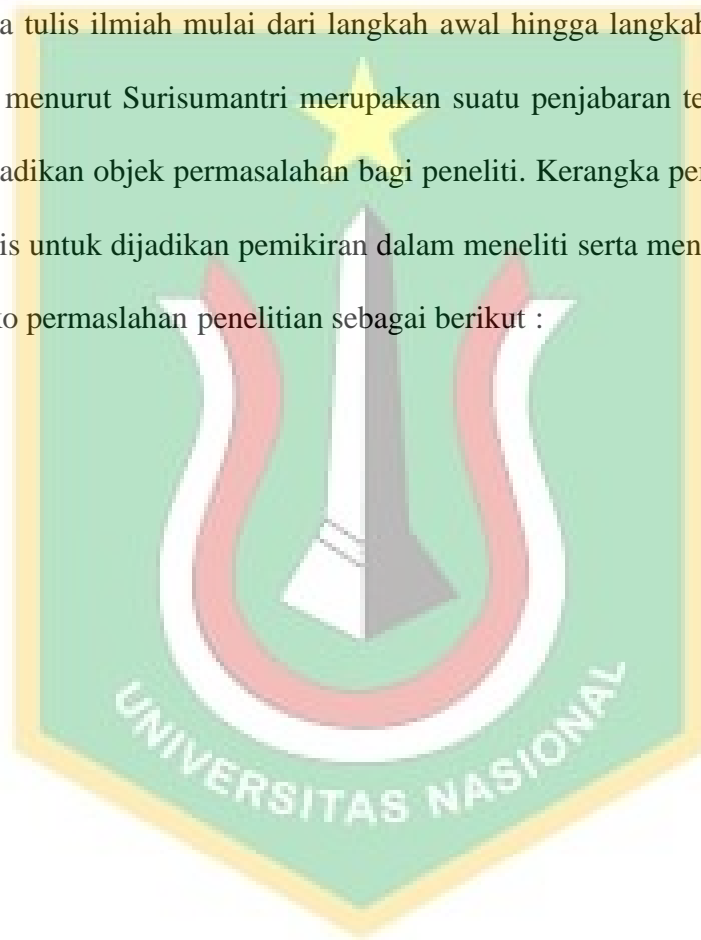 a tulis ilmiah mulai dari langkah awal hingga langkah
menurut Surisumantri merupakan suatu penjabaran te
adikan objek permasalahan bagi peneliti. Kerangka pe
is untuk dijadikan pemikiran dalam meneliti serta men
o permaslahan penelitian sebagai berikut :
UNIVERSITAS NASIONAL